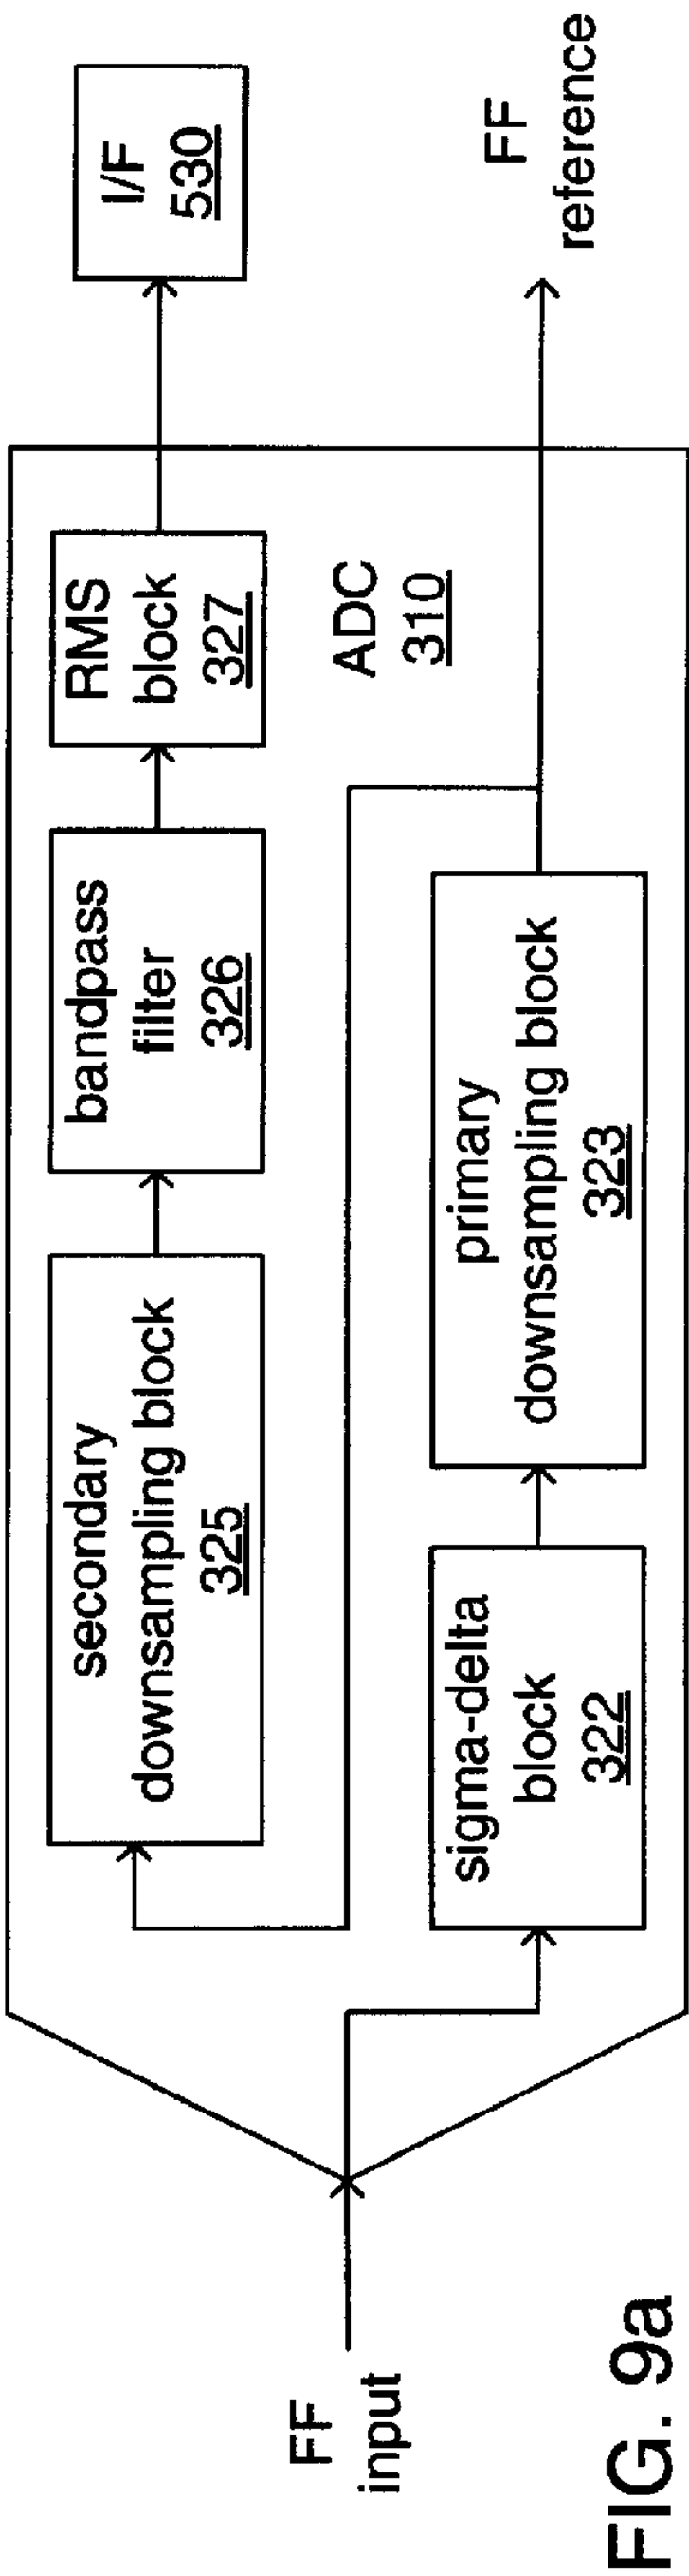 FF
input
secondary
downsampling block
325
bandpass
filter
326
RMS
block
327
I/F
530
ADC
310
sigma-delta
block
322
primary
downsampling block
323
FF
reference
FIG. 9a